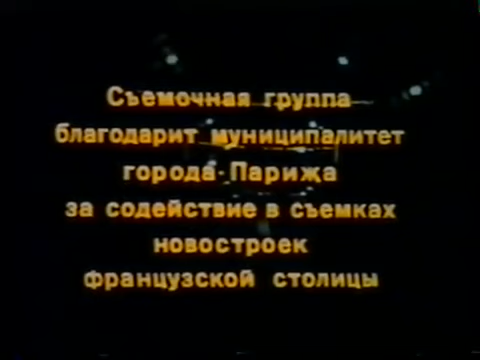 Съемочная группа
благодарит муниципалитет
города Парижа
за содействие в съемках
новостроек
французской столицы